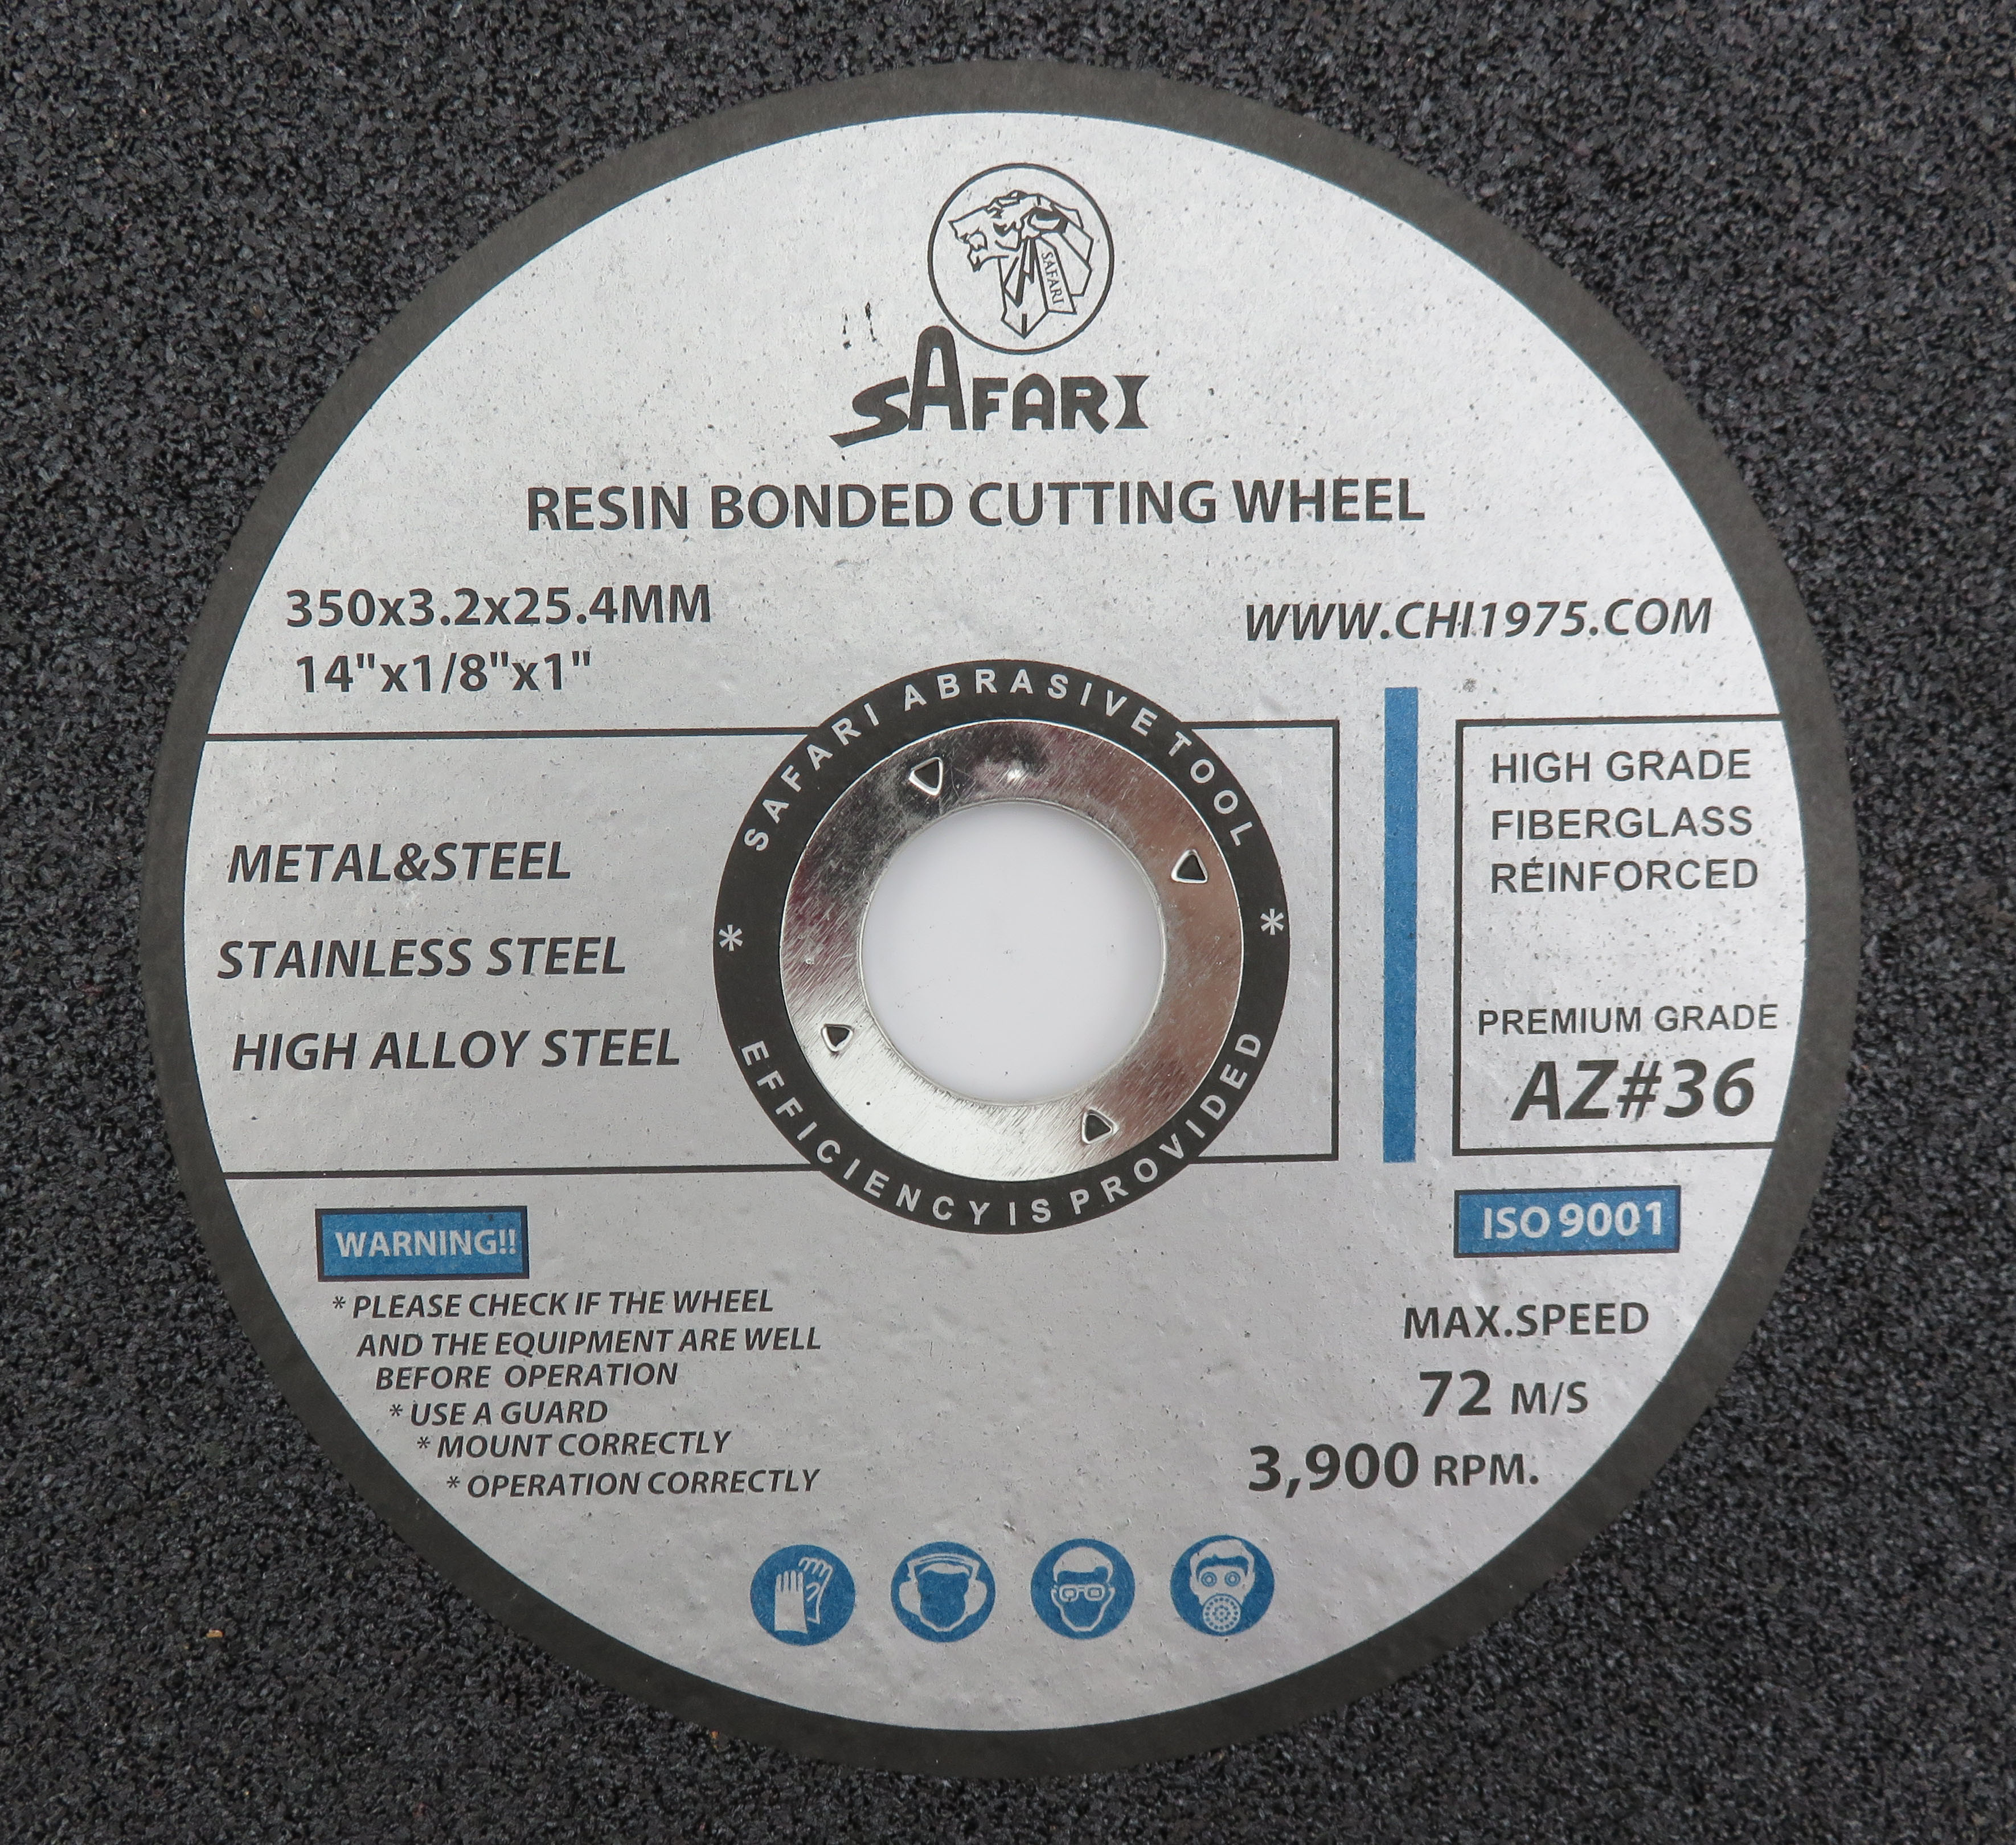 SAFARI
SAFARI
RESIN BONDED CUTTING WHEEL
350x3.2x25.4MM
14"x1/8"x1"
WWW.CHI1975.COM
SAFARI ABRASIVE TOOL
* *
EFFICIENCY IS PROVIDED
METAL&STEEL
STAINLESS STEEL
HIGH ALLOY STEEL
HIGH GRADE
FIBERGLASS
REINFORCED
PREMIUM GRADE
AZ#36
WARNING!!
* PLEASE CHECK IF THE WHEEL
AND THE EQUIPMENT ARE WELL
BEFORE OPERATION
* USE A GUARD
* MOUNT CORRECTLY
* OPERATION CORRECTLY
ISO 9001
MAX.SPEED
72 M/S
3,900 RPM.